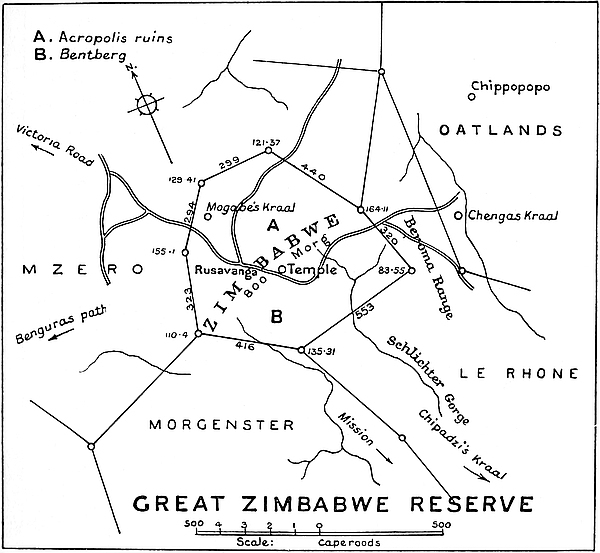 A. Acropolis ruins
B. Bentberg
N.
Chippopopo
OATLANDS
Victoria Road
121·37
299
440
129·41
294
Mogabe's Kraal
164·11
Chengas Kraal
A
320
Beroma Range
155·1
ZIMBABWE
800 Morg
MZERO
Rusavanga
Temple
83·55
323
B
553
Benguras path
110·4
416
135·31
Schlichter Gorge
LE RHONE
MORGENSTER
Mission
Chipadzi's Kraal
GREAT ZIMBABWE RESERVE
500 4 3 2 1 0 500
Scale: Caperoods